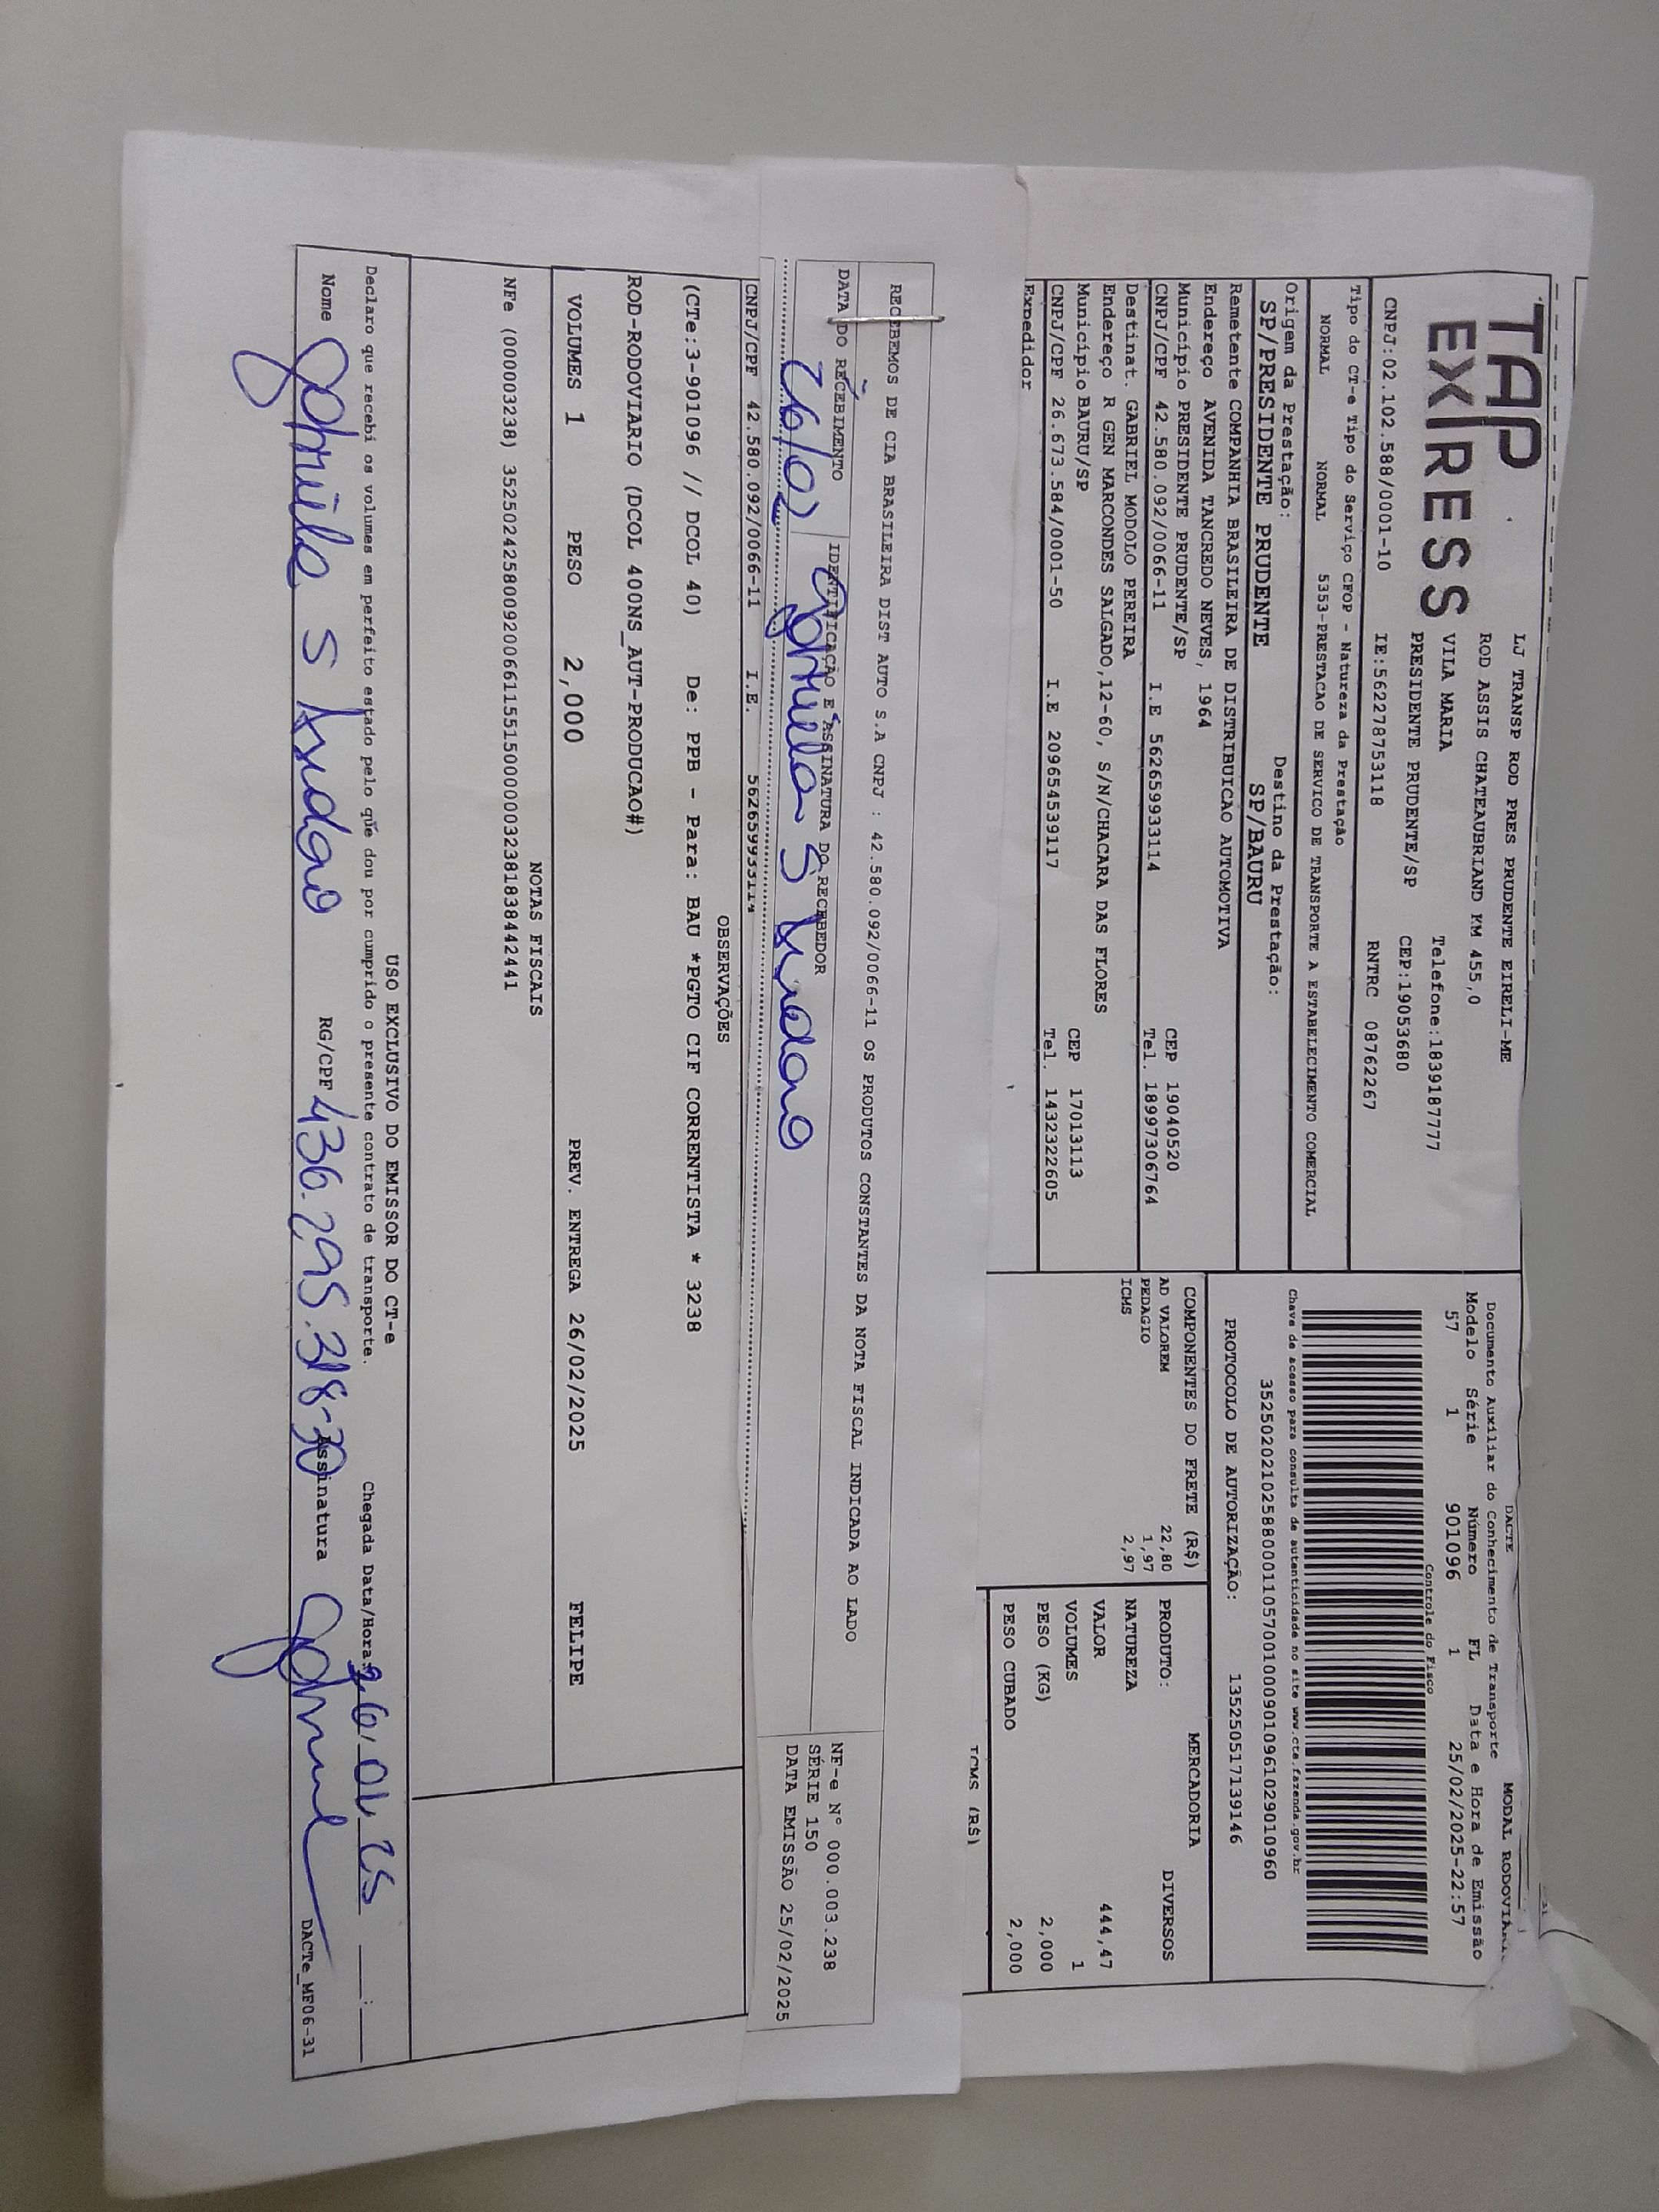 TAP EXPRESS
LJ TRANSP ROD PRES PRUDENTE EIRELI-ME
ROD ASSIS CHATEAUBRIAND KM 455,0
VILA MARIA Telefone:1839187777
PRESIDENTE PRUDENTE/SP CEP:19053680
CNPJ:02.102.588/0001-10 IE:562278753118 RNTRC 08762267
Tipo do CT-e Tipo do Serviço CFOP - Natureza da Prestação
NORMAL NORMAL 5353-PRESTACAO DE SERVICO DE TRANSPORTE A ESTABELECIMENTO COMERCIAL
Origem da Prestação: Destino da Prestação:
SP/PRESIDENTE PRUDENTE SP/BAURU
Remetente COMPANHIA BRASILEIRA DE DISTRIBUICAO AUTOMOTIVA
Endereço AVENIDA TANCREDO NEVES, 1964
Município PRESIDENTE PRUDENTE/SP CEP 19040520
CNPJ/CPF 42.580.092/0066-11 I.E 562659933114 Tel. 18997306764
Destinat. GABRIEL MODOLO PEREIRA
Endereço R GEN MARCONDES SALGADO,12-60, S/N/CHACARA DAS FLORES
Município BAURU/SP CEP 17013113
CNPJ/CPF 26.673.584/0001-50 I.E 209654539117 Tel. 1432322605
Expedidor
DACTE MODAL RODOVIA
Documento Auxiliar do Conhecimento de Transporte
Modelo Série Número FL Data e Hora de Emissão
57 1 901096 1 25/02/2025-22:57
Controle do Fisco
Chave de acesso para consulta de autenticidade no site www.cte.fazenda.gov.br
35250202102588000110570010009010961029010960
PROTOCOLO DE AUTORIZAÇÃO: 135250517139146
COMPONENTES DO FRETE (R$)
AD VALOREM 22,80
PEDAGIO 1,97
ICMS 2,97
MERCADORIA
PRODUTO: DIVERSOS
NATUREZA
VALOR 444,47
VOLUMES 1
PESO (KG) 2,000
PESO CUBADO 2,000
ICMS (R$)
RECEBEMOS DE CIA BRASILEIRA DIST AUTO S.A CNPJ : 42.580.092/0066-11 OS PRODUTOS CONSTANTES DA NOTA FISCAL INDICADA AO LADO
DATA DO RECEBIMENTO IDENTIFICAÇÃO E ASSINATURA DO RECEBEDOR
26/02 S
NF-e Nº 000.003.238
SÉRIE 150
DATA EMISSÃO 25/02/2025
CNPJ/CPF 42.580.092/0066-11 I.E. 562659933114
OBSERVAÇÕES
(CTe:3-901096 // DCOL 40) De: PPB - Para: BAU *PGTO CIF CORRENTISTA * 3238
ROD-RODOVIARIO (DCOL 400NS_AUT-PRODUCAO#)
VOLUMES 1 PESO 2,000 PREV. ENTREGA 26/02/2025 FELIPE
NOTAS FISCAIS
NFe (000003238) 35250242580092006611551500000032381838442441
USO EXCLUSIVO DO EMISSOR DO CT-e
Declaro que recebi os volumes em perfeito estado pelo que dou por cumprido o presente contrato de transporte. Chegada Data/Hora: 26/02/25 __:__
Nome S RG/CPF 436.295.318-30 Assinatura
DACTe_MF06-31